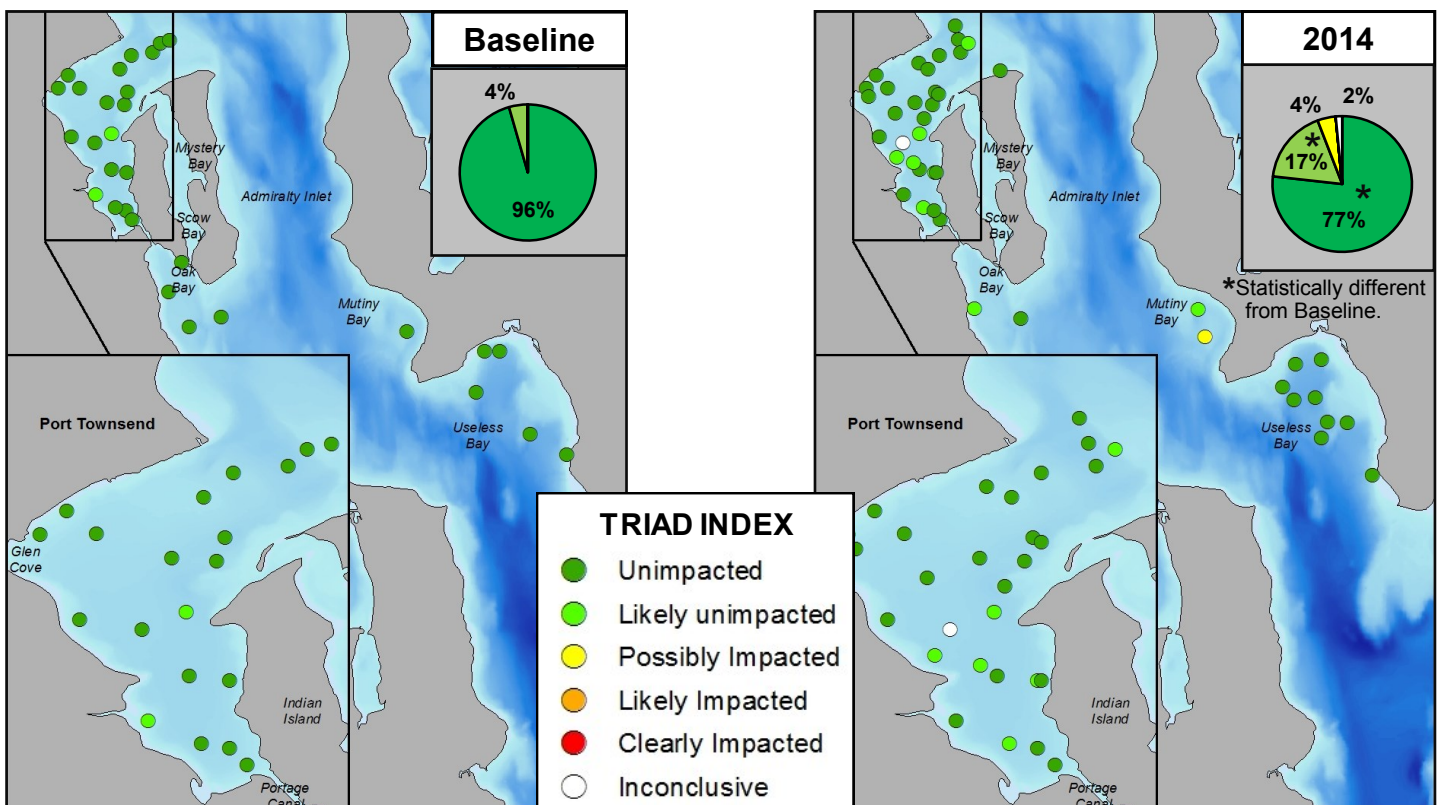 Baseline
4%
96%
Mystery
Bay
Admiralty Inlet
Scow
Bay
Oak
Bay
Mutiny
Bay
Useless
Bay
Port Townsend
Glen
Cove
Indian
Island
Portage
Canal
TRIAD INDEX
Unimpacted
Likely unimpacted
Possibly Impacted
Likely Impacted
Clearly Impacted
Inconclusive
2014
4%
2%
*
17%
*
77%
*Statistically different
from Baseline.
Mystery
Bay
Admiralty Inlet
Scow
Bay
Oak
Bay
Mutiny
Bay
Useless
Bay
Port Townsend
Indian
Island
Portage
Canal